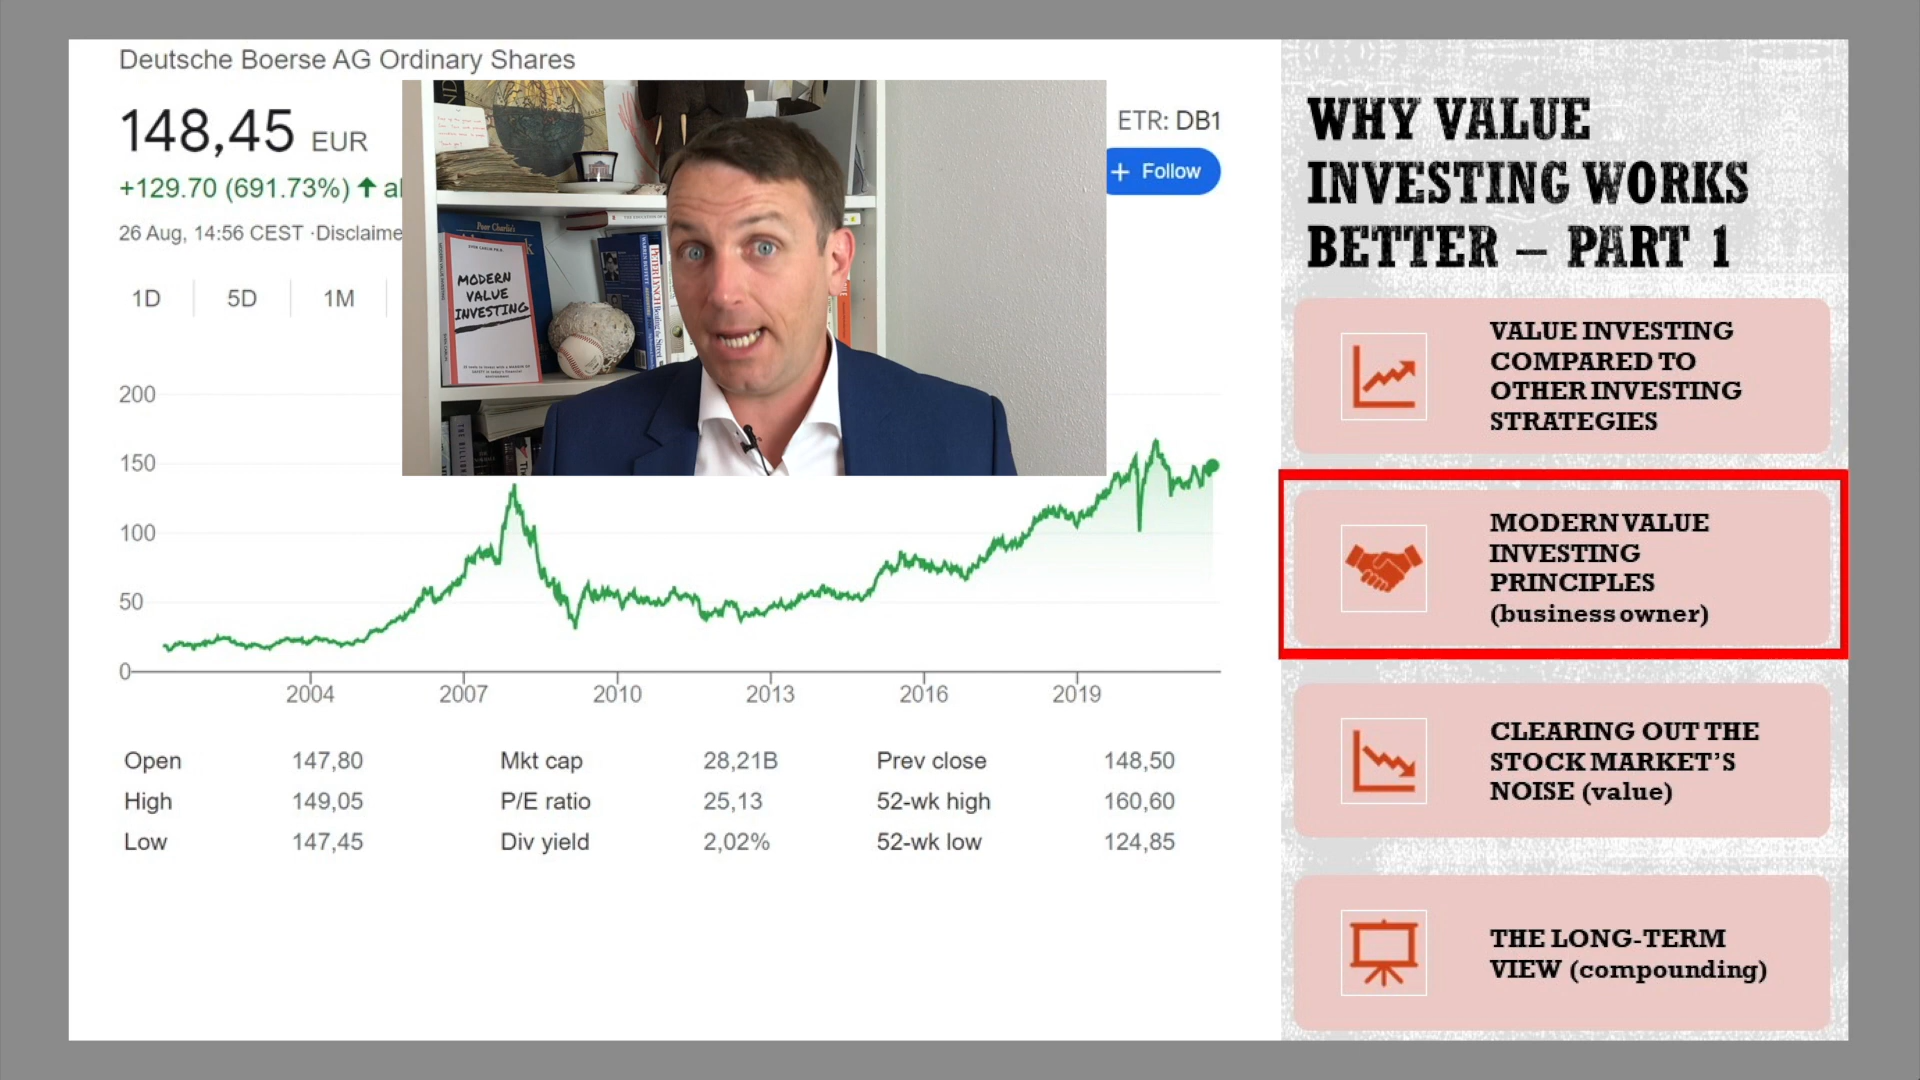 Deutsche Boerse AG Ordinary Shares
148,45 EUR
+129.70 (691.73%)
26 Aug, 14:56 CEST ·Disclaime
ETR: DB1
+ Follow
1D 5D 1M
200
150
100
50
0
2004 2007 2010 2013 2016 2019
Open 147,80 Mkt cap 28,21B Prev close 148,50
High 149,05 P/E ratio 25,13 52-wk high 160,60
Low 147,45 Div yield 2,02% 52-wk low 124,85
Poor Charlie's
MODERN
VALUE
INVESTING
WHY VALUE
INVESTING WORKS
BETTER – PART 1
VALUE INVESTING
COMPARED TO
OTHER INVESTING
STRATEGIES
MODERN VALUE
INVESTING
PRINCIPLES
(business owner)
CLEARING OUT THE
STOCK MARKET'S
NOISE (value)
THE LONG-TERM
VIEW (compounding)